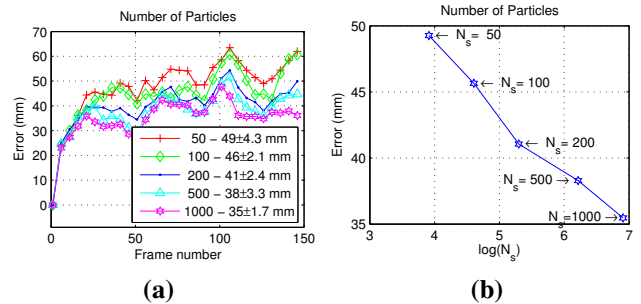 Number of Particles
70
60
50
40
30
20
10
0
Error (mm)
0
50
100
150
Frame number
50 − 49±4.3 mm
100 − 46±2.1 mm
200 − 41±2.4 mm
500 − 38±3.3 mm
1000 − 35±1.7 mm
(a)
Number of Particles
50
45
40
35
Error (mm)
3
4
5
6
7
log(N_s)
← N_s= 50
← N_s= 100
← N_s= 200
N_s= 500 →
N_s=1000 →
(b)